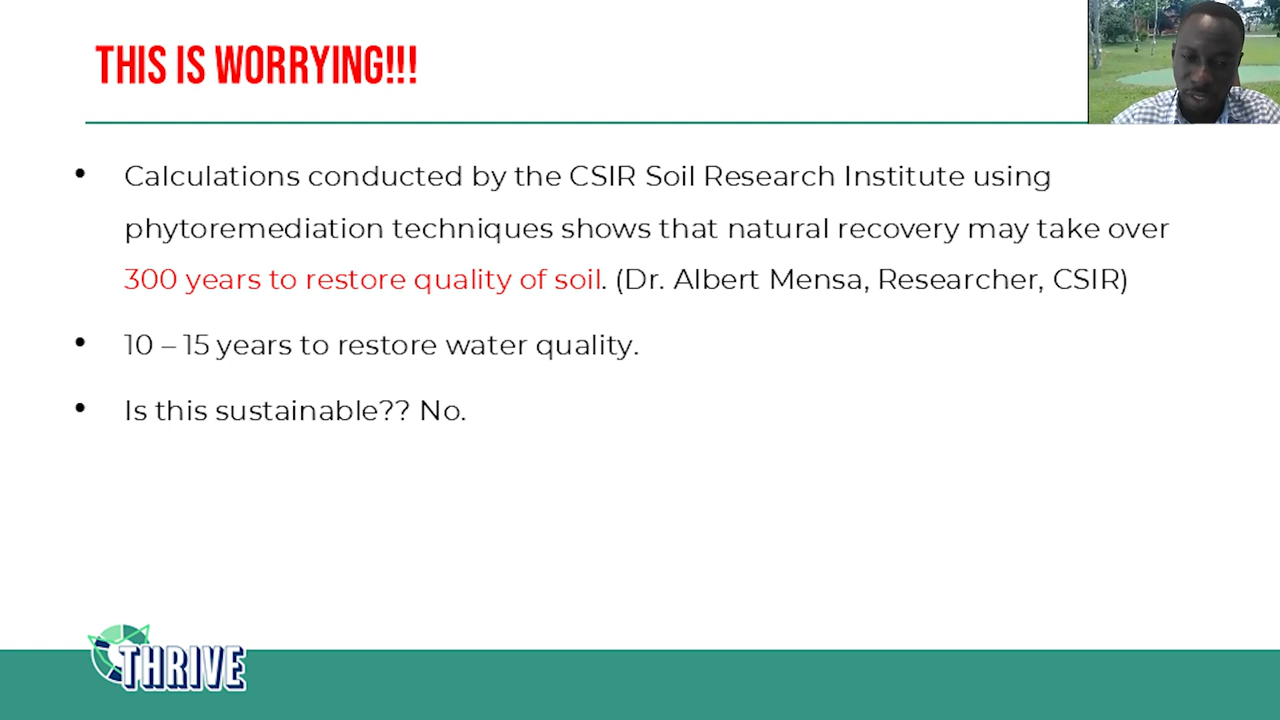 THIS IS WORRYING!!!
• Calculations conducted by the CSIR Soil Research Institute using
phytoremediation techniques shows that natural recovery may take over
300 years to restore quality of soil. (Dr. Albert Mensa, Researcher, CSIR)
• 10 – 15 years to restore water quality.
• Is this sustainable?? No.
THRIVE